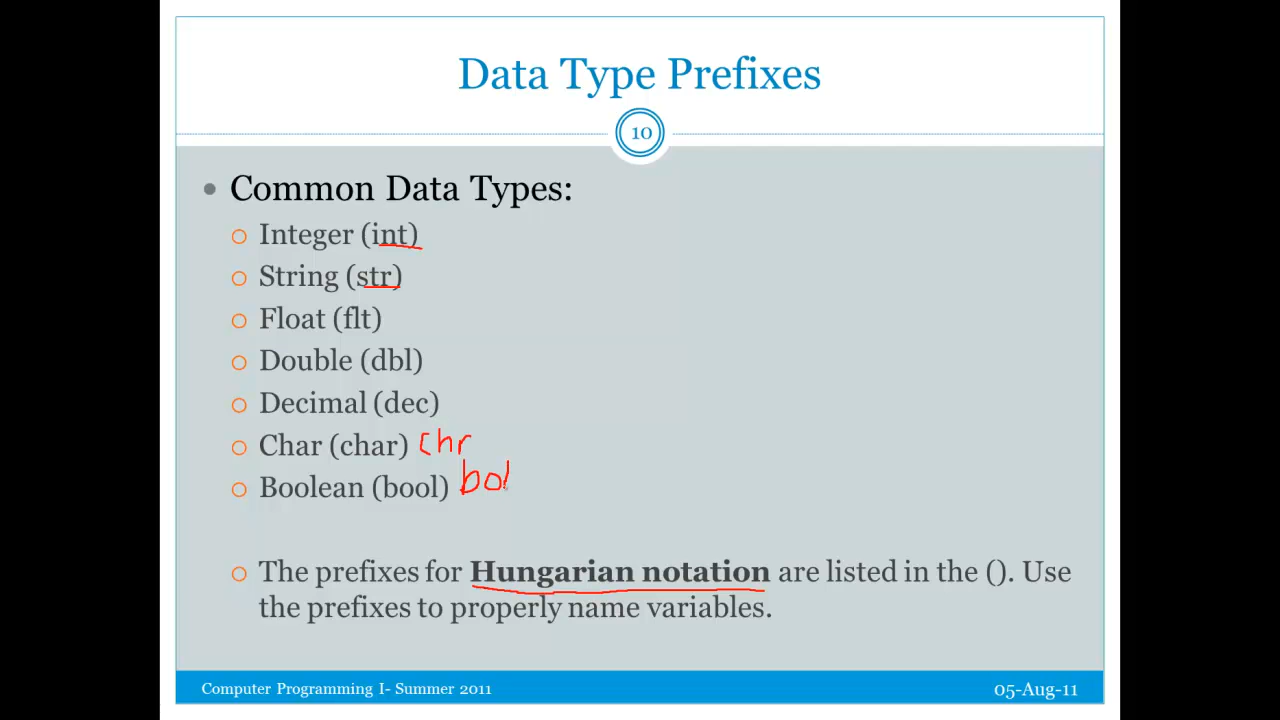 Data Type Prefixes
10
Common Data Types:
Integer (int)
String (str)
Float (flt)
Double (dbl)
Decimal (dec)
Char (char) chr
Boolean (bool) bol
The prefixes for Hungarian notation are listed in the (). Use
the prefixes to properly name variables.
Computer Programming I- Summer 2011
05-Aug-11